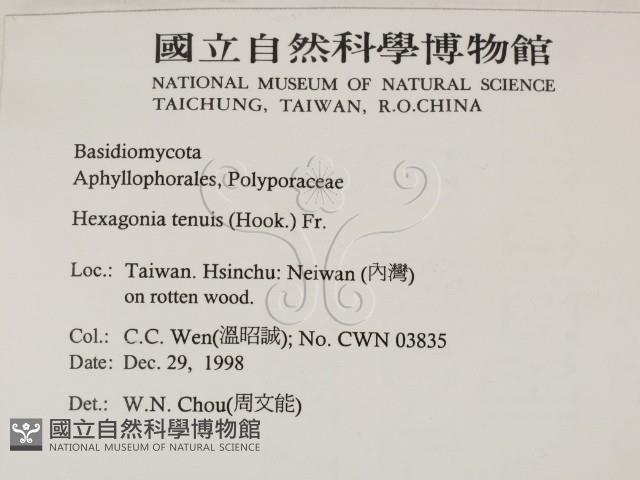 國立自然科學博物館
NATIONAL MUSEUM OF NATURAL SCIENCE
TAICHUNG, TAIWAN, R.O.CHINA
Basidiomycota
Aphyllophorales, Polyporaceae
Hexagonia tenuis (Hook.) Fr.
Loc.: Taiwan. Hsinchu: Neiwan (內灣)
on rotten wood.
Col.: C.C. Wen(溫昭誠); No. CWN 03835
Date: Dec. 29, 1998
Det.: W.N. Chou(周文能)
國立自然科學博物館
NATIONAL MUSEUM OF NATURAL SCIENCE